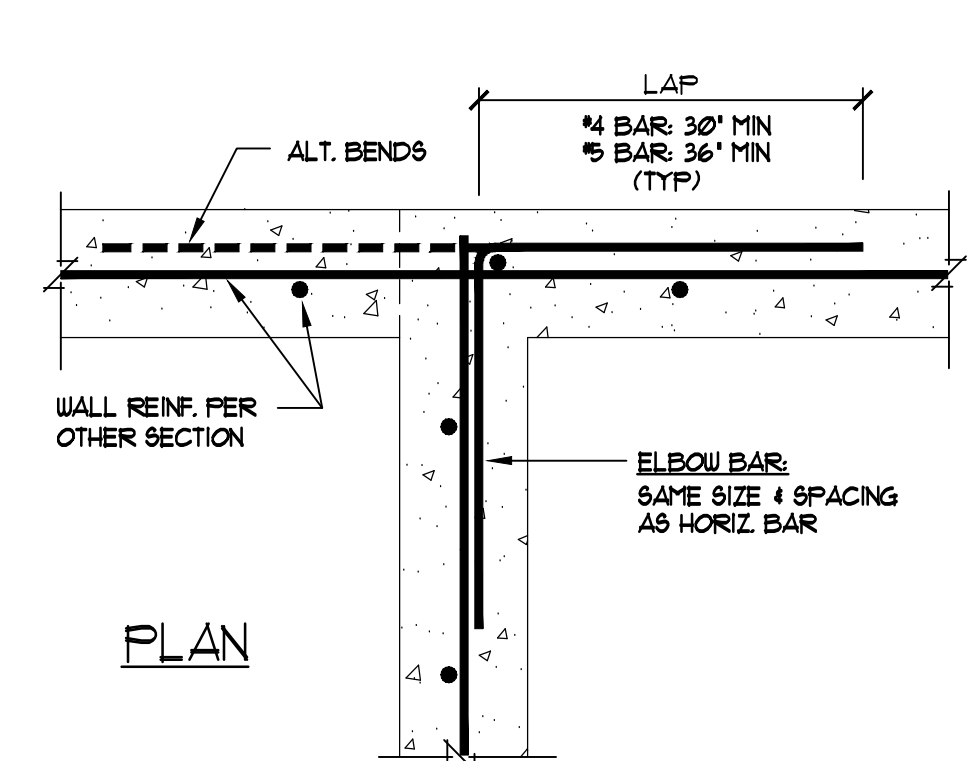 LAP
#4 BAR: 30" MIN
#5 BAR: 36" MIN
(TYP)
ALT. BENDS
WALL REINF. PER
OTHER SECTION
ELBOW BAR:
SAME SIZE & SPACING
AS HORIZ. BAR
PLAN